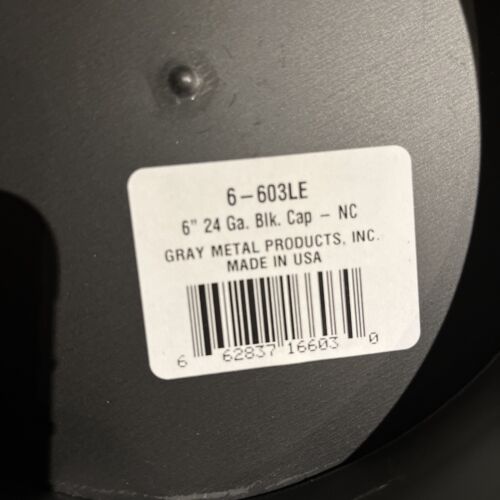 6-603LE
6" 24 Ga. Blk. Cap - NC
GRAY METAL PRODUCTS, INC.
MADE IN USA
6 62837 16603 0